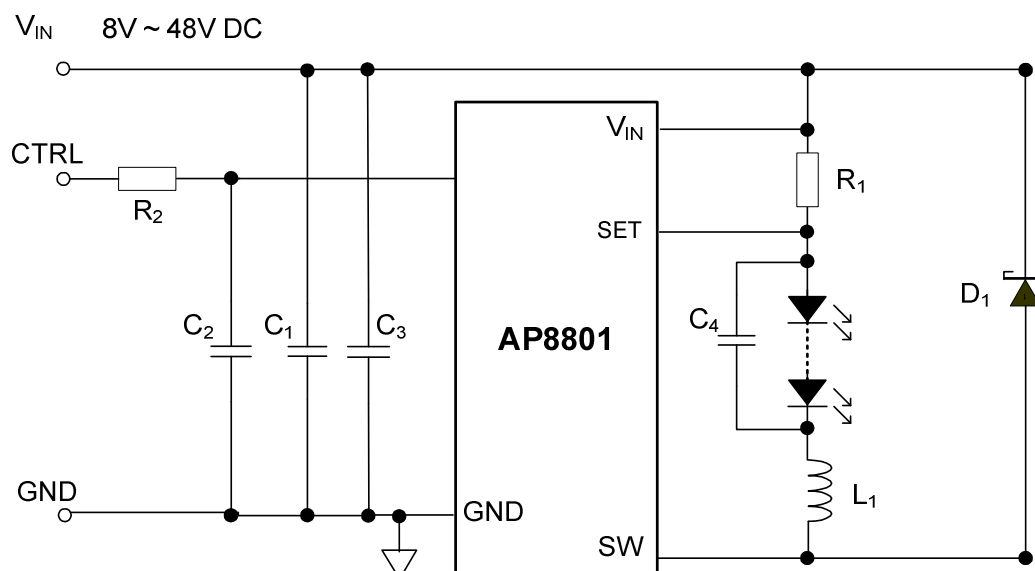 VIN 8V ~ 48V DC
CTRL
R2
VIN
R1
SET
C2
C1
C3
AP8801
C4
D1
GND
GND
L1
SW